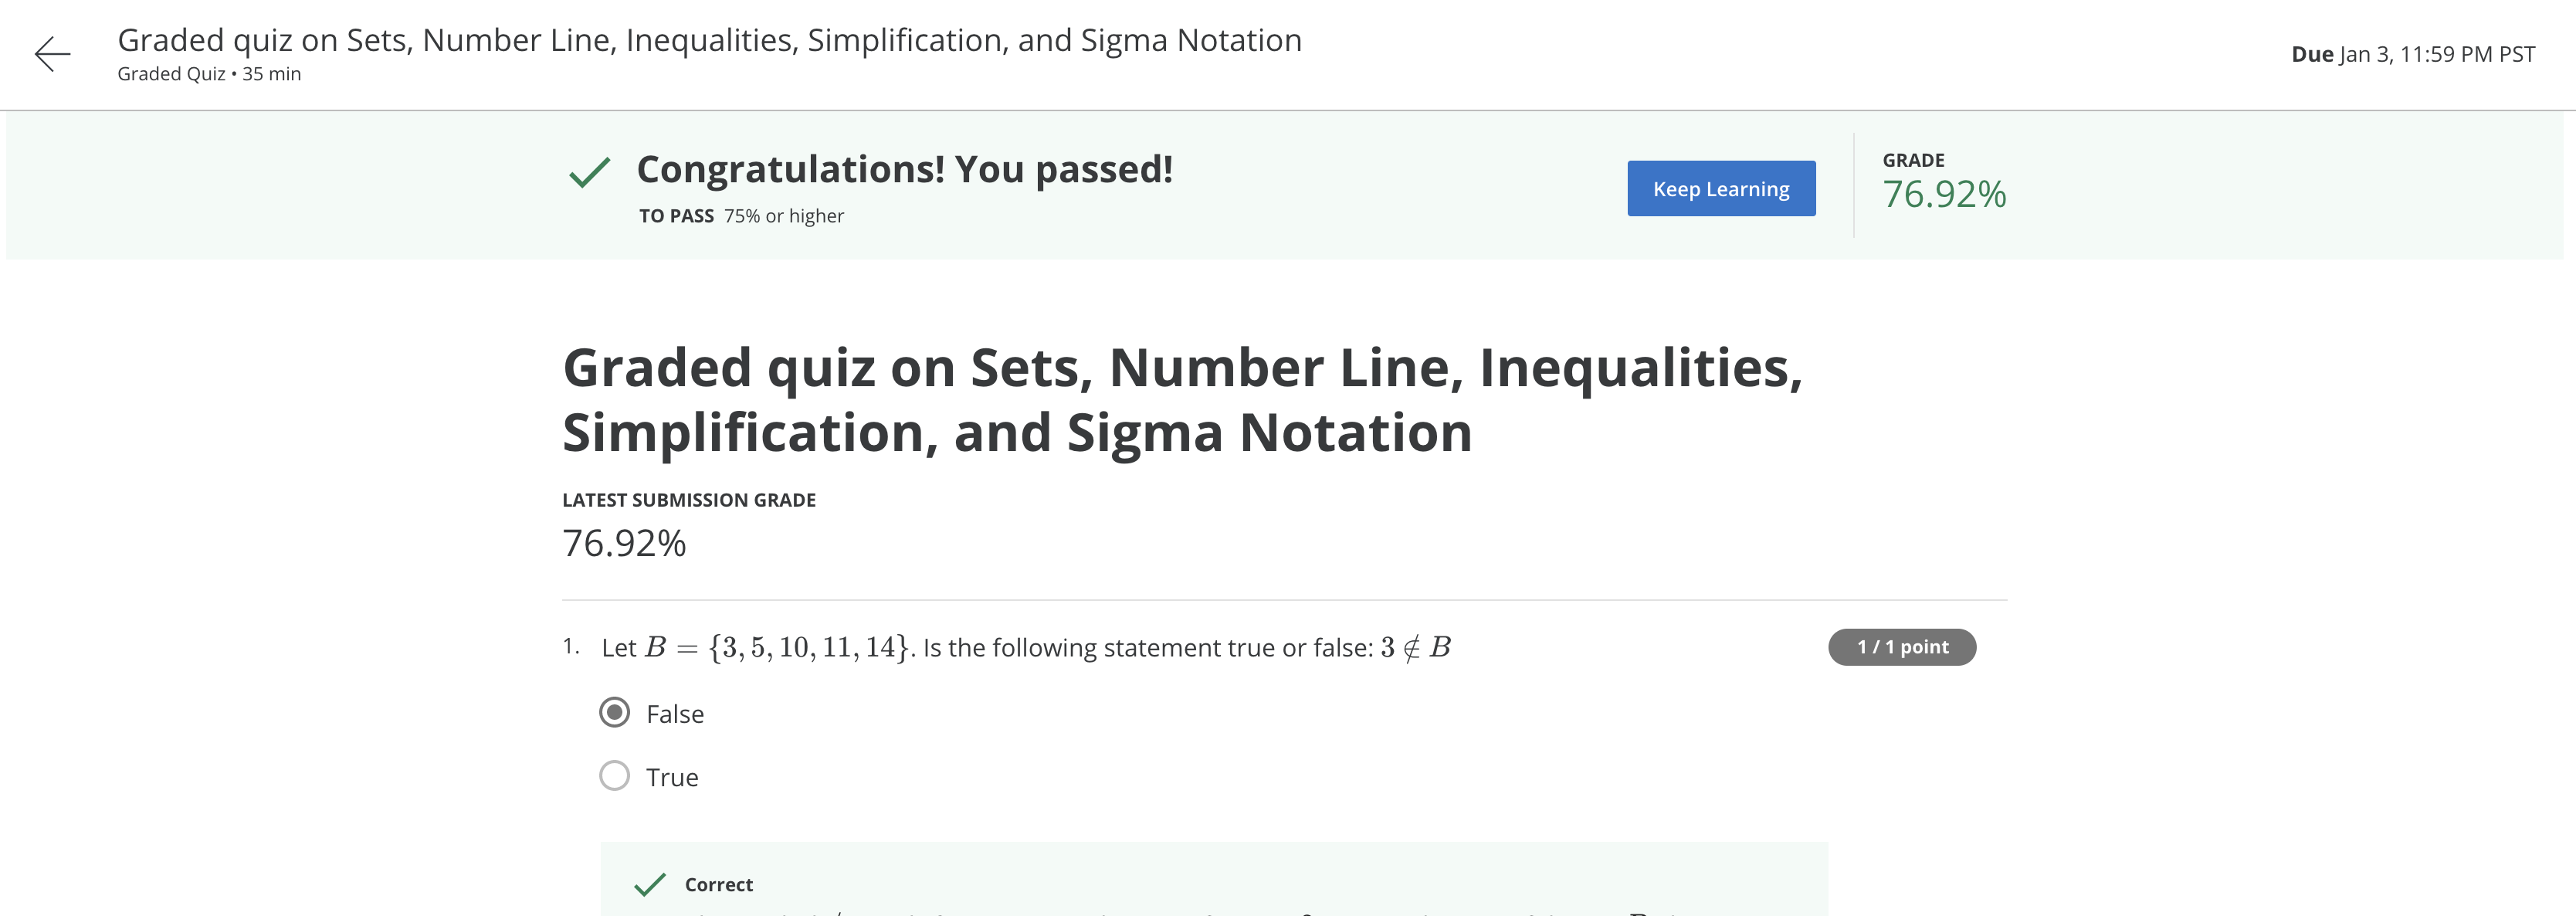 Graded quiz on Sets, Number Line, Inequalities, Simplification, and Sigma Notation
Graded Quiz • 35 min
Due Jan 3, 11:59 PM PST
Congratulations! You passed!
TO PASS 75% or higher
Keep Learning
GRADE
76.92%
Graded quiz on Sets, Number Line, Inequalities,
Simplification, and Sigma Notation
LATEST SUBMISSION GRADE
76.92%
1. Let B = {3, 5, 10, 11, 14}. Is the following statement true or false: 3 ∉ B
1 / 1 point
False
True
Correct